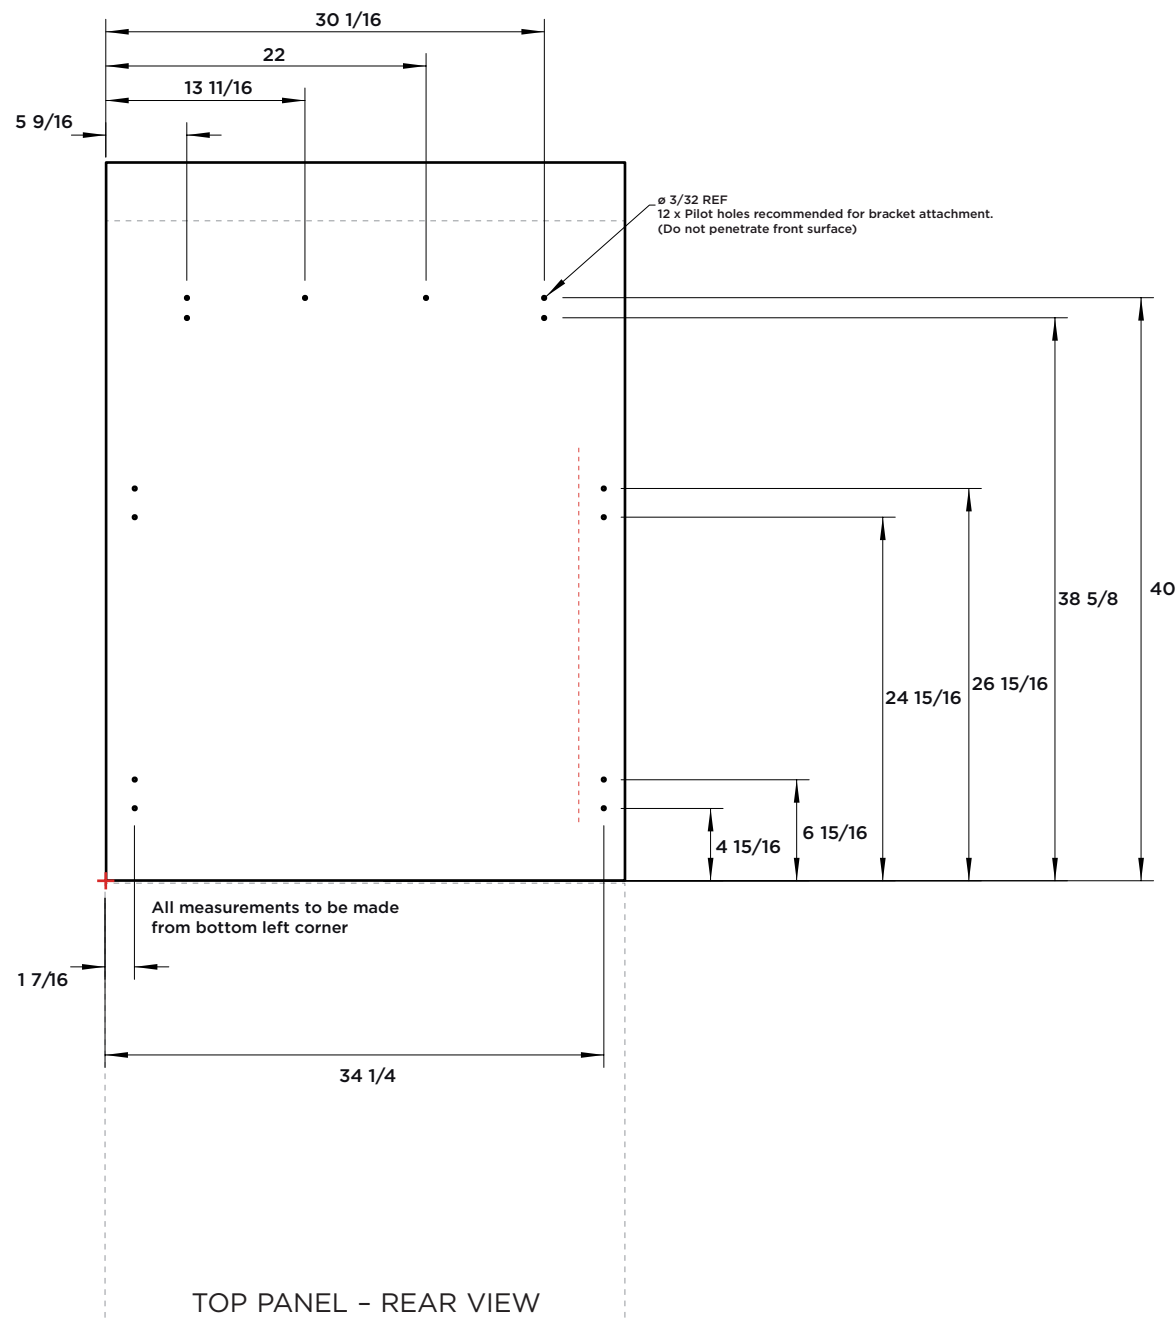 30 1/16
22
13 11/16
5 9/16
ø 3/32 REF
12 x Pilot holes recommended for bracket attachment.
(Do not penetrate front surface)
40
38 5/8
26 15/16
24 15/16
6 15/16
4 15/16
All measurements to be made
from bottom left corner
1 7/16
34 1/4
TOP PANEL – REAR VIEW